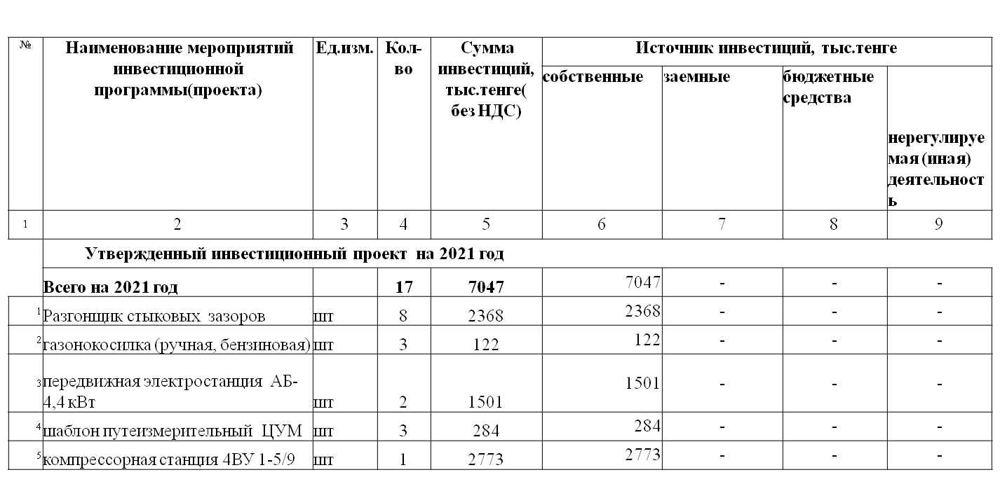 № Наименование мероприятий инвестиционной программы(проекта) Ед.изм. Кол-во Сумма инвестиций, тыс.тенге( без НДС) Источник инвестиций, тыс.тенге
собственные заемные бюджетные средства нерегулируемая (иная) деятельность
1 2 3 4 5 6 7 8 9
Утвержденный инвестиционный проект на 2021 год
Всего на 2021 год 17 7047 7047 - - -
1 Разгонщик стыковых зазоров шт 8 2368 2368 - - -
2 газонокосилка (ручная, бензиновая) шт 3 122 122 - - -
3 передвижная электростанция АБ-4,4 кВт шт 2 1501 1501 - - -
4 шаблон путеизмерительный ЦУМ шт 3 284 284 - - -
5 компрессорная станция 4ВУ 1-5/9 шт 1 2773 2773 - - -